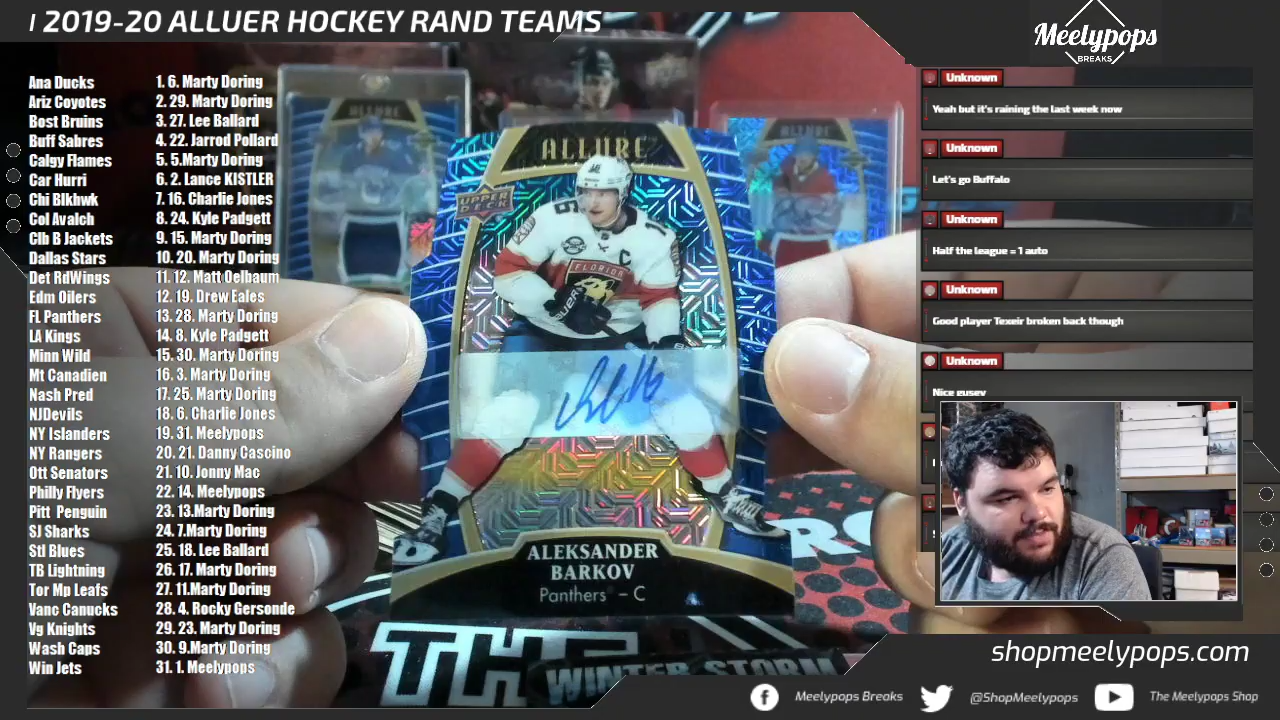 2019-20 ALLUER HOCKEY RAND TEAMS
Meelypops
BREAKS
Ana Ducks 1. 6. Marty Doring
Ariz Coyotes 2. 29. Marty Doring
Bost Bruins 3. 27. Lee Ballard
Buff Sabres 4. 22. Jarrod Pollard
Calgy Flames 5. 5.Marty Doring
Car Hurri 6. 2. Lance KISTLER
Chi Blkhwk 7. 16. Charlie Jones
Col Avalch 8. 24. Kyle Padgett
Clb B Jackets 9. 15. Marty Doring
Dallas Stars 10. 20. Marty Doring
Det RdWings 11. 12. Matt Oelbaum
Edm Oilers 12. 19. Drew Eales
FL Panthers 13. 28. Marty Doring
LA Kings 14. 8. Kyle Padgett
Minn Wild 15. 30. Marty Doring
Mt Canadien 16. 3. Marty Doring
Nash Pred 17. 25. Marty Doring
NJDevils 18. 6. Charlie Jones
NY Islanders 19. 31. Meelypops
NY Rangers 20. 21. Danny Cascino
Ott Senators 21. 10. Jonny Mac
Philly Flyers 22. 14. Meelypops
Pitt Penguin 23. 13.Marty Doring
SJ Sharks 24. 7.Marty Doring
Stl Blues 25. 18. Lee Ballard
TB Lightning 26. 17. Marty Doring
Tor Mp Leafs 27. 11.Marty Doring
Vanc Canucks 28. 4. Rocky Gersonde
Vg Knights 29. 23. Marty Doring
Wash Caps 30. 9.Marty Doring
Win Jets 31. 1. Meelypops
ALLURE
ALLURE
ALLURE
UPPER DECK
16
C
FLORIDA
ALEKSANDER
BARKOV
Panthers - C
THE
WINTER STORM
Unknown
Yeah but it's raining the last week now
Unknown
Let's go Buffalo
Unknown
Half the league = 1 auto
Unknown
Good player Texeir broken back though
Unknown
Nice gusev
shopmeelypops.com
Meelypops Breaks
@ShopMeelypops
The Meelypops Shop